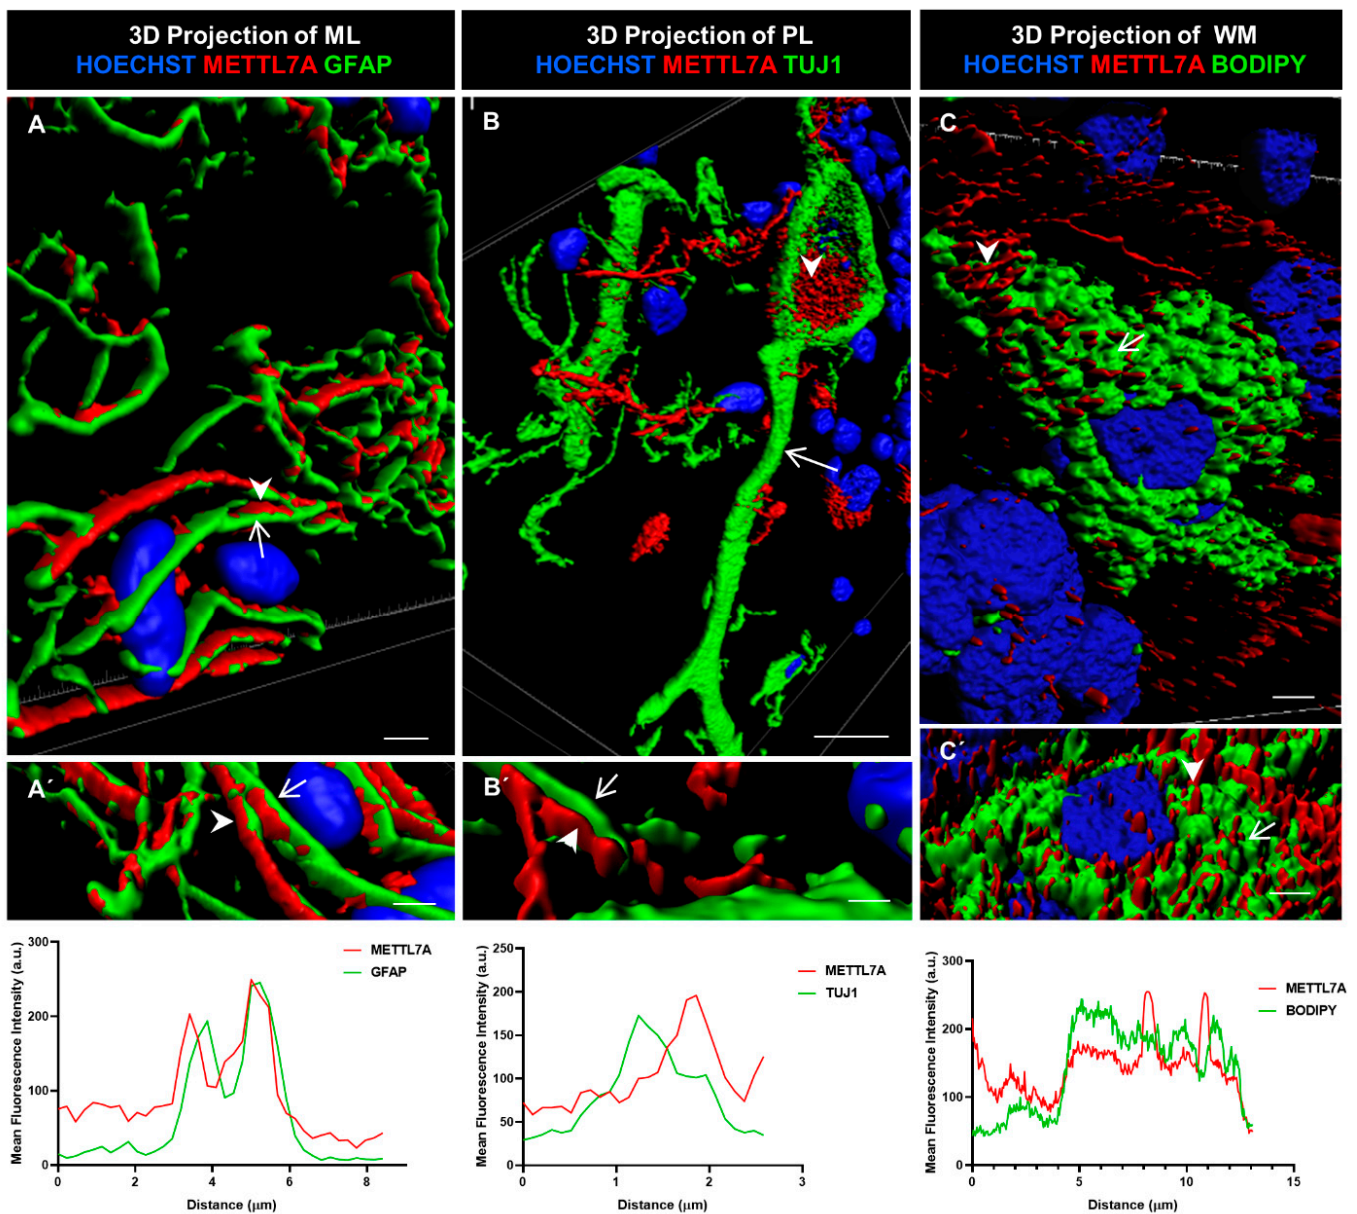 3D Projection of ML
HOECHST METTL7A GFAP
3D Projection of PL
HOECHST METTL7A TUJ1
3D Projection of WM
HOECHST METTL7A BODIPY
A
B
C
A´
B´
C´
Mean Fluorescence Intensity (a.u.)
300
200
100
0
0 2 4 6 8
Distance (μm)
METTL7A
GFAP
Mean Fluorescence Intensity (a.u.)
250
200
150
100
50
0
0 1 2 3
Distance (μm)
METTL7A
TUJ1
Mean Fluorescence Intensity (a.u.)
300
200
100
0
0 5 10 15
Distance (μm)
METTL7A
BODIPY